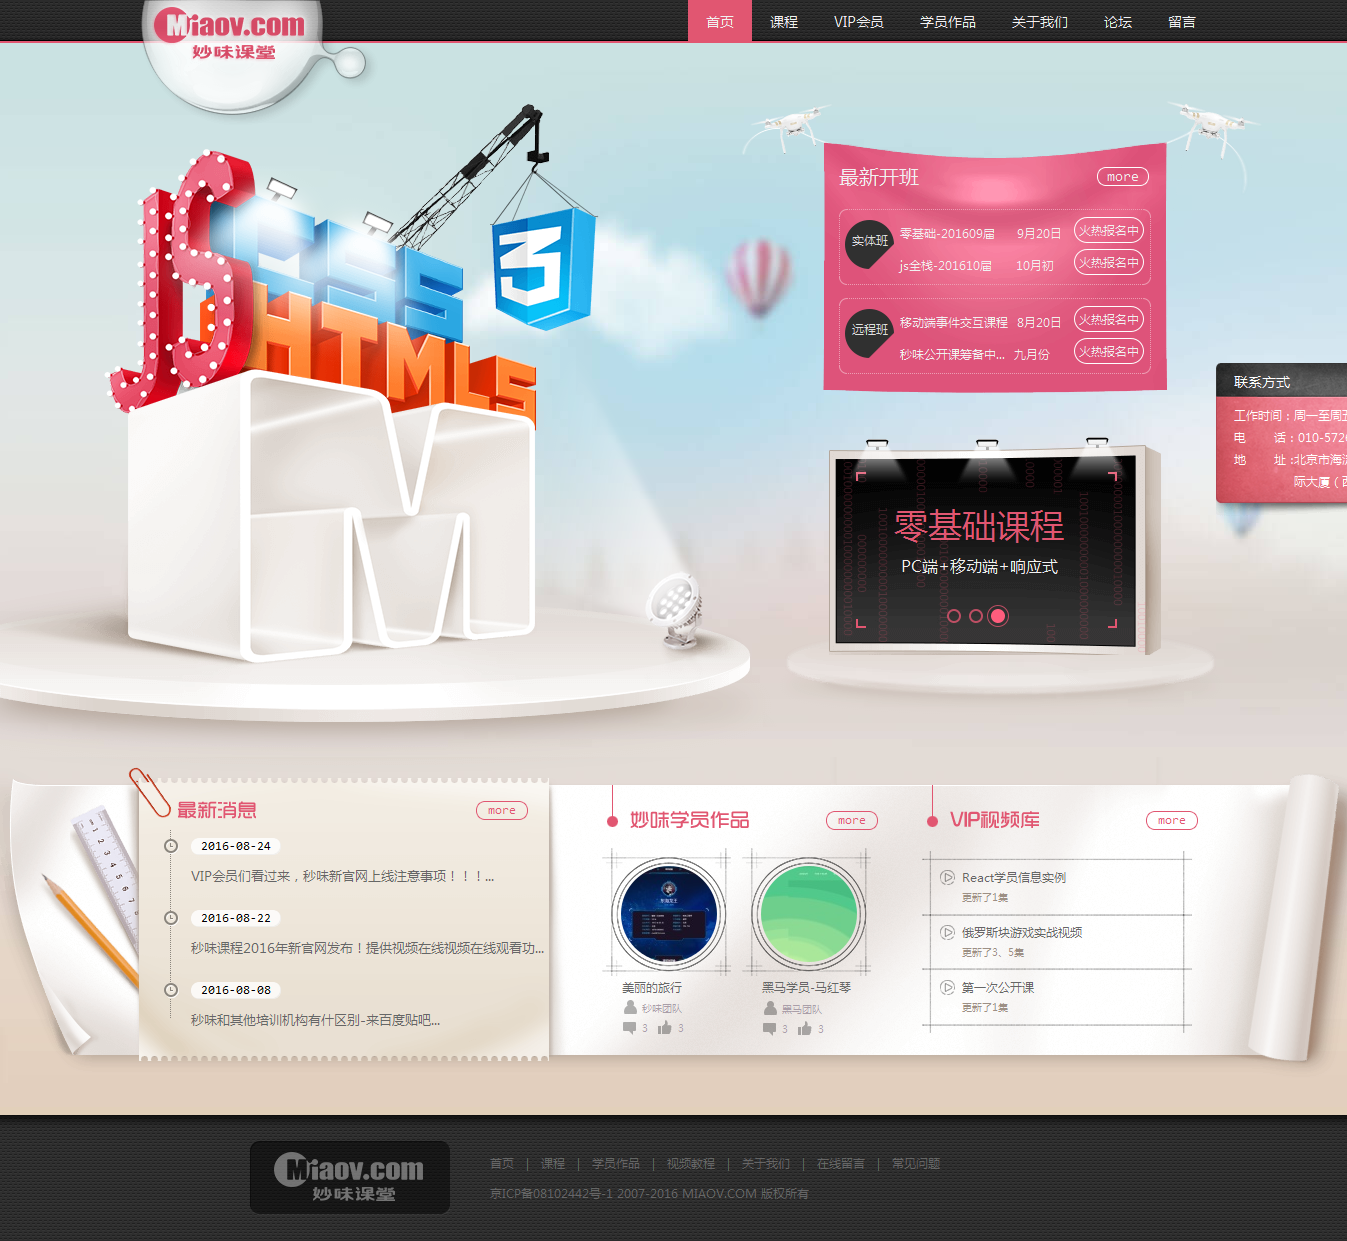 Miaov.com
妙味课堂
首页 课程 VIP会员 学员作品 关于我们 论坛 留言
JS
CSS
3
HTML5
最新开班 more
实体班
零基础-201609届 9月20日 火热报名中
js全栈-201610届 10月初 火热报名中
远程班
移动端事件交互课程 8月20日 火热报名中
秒味公开课筹备中... 九月份 火热报名中
联系方式
工作时间：周一至周五
电 话：010-572
地 址：北京市海淀
际大厦（西
零基础课程
PC端+移动端+响应式
最新消息 more
2016-08-24
VIP会员们看过来，秒味新官网上线注意事项！！！...
2016-08-22
秒味课程2016年新官网发布！提供视频在线视频在线观看功...
2016-08-08
秒味和其他培训机构有什区别-来百度贴吧...
妙味学员作品 more
美丽的旅行
秒味团队
3 3
黑马学员-马红琴
黑马团队
3 3
VIP视频库 more
React学员信息实例
更新了1集
俄罗斯块游戏实战视频
更新了3、5集
第一次公开课
更新了1集
Miaov.com
妙味课堂
首页 | 课程 | 学员作品 | 视频教程 | 关于我们 | 在线留言 | 常见问题
京ICP备08102442号-1 2007-2016 MIAOV.COM 版权所有